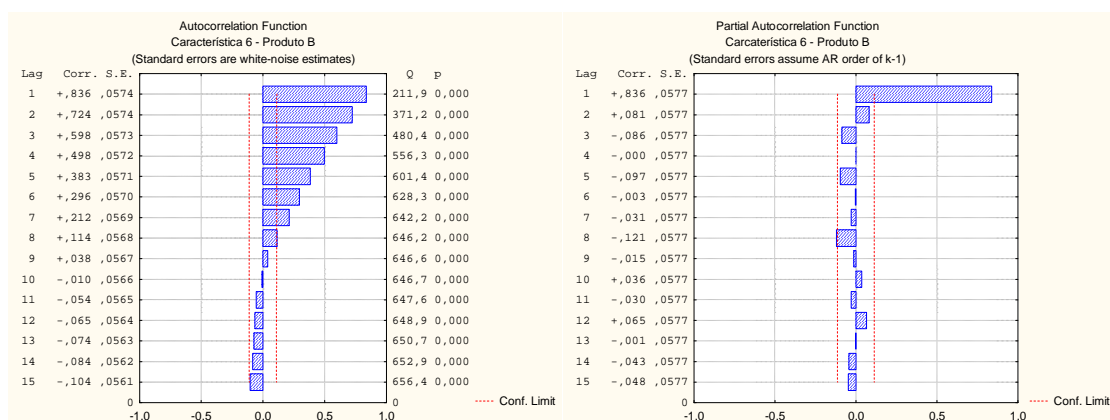 Autocorrelation Function
Característica 6 - Produto B
(Standard errors are white-noise estimates)
Lag Corr. S.E. Q p
1 +,836 ,0574 211,9 0,000
2 +,724 ,0574 371,2 0,000
3 +,598 ,0573 480,4 0,000
4 +,498 ,0572 556,3 0,000
5 +,383 ,0571 601,4 0,000
6 +,296 ,0570 628,3 0,000
7 +,212 ,0569 642,2 0,000
8 +,114 ,0568 646,2 0,000
9 +,038 ,0567 646,6 0,000
10 -,010 ,0566 646,7 0,000
11 -,054 ,0565 647,6 0,000
12 -,065 ,0564 648,9 0,000
13 -,074 ,0563 650,7 0,000
14 -,084 ,0562 652,9 0,000
15 -,104 ,0561 656,4 0,000
0 0
-1.0 -0.5 0.0 0.5 1.0
Conf. Limit
Partial Autocorrelation Function
Carcaterística 6 - Produto B
(Standard errors assume AR order of k-1)
Lag Corr. S.E.
1 +,836 ,0577
2 +,081 ,0577
3 -,086 ,0577
4 -,000 ,0577
5 -,097 ,0577
6 -,003 ,0577
7 -,031 ,0577
8 -,121 ,0577
9 -,015 ,0577
10 +,036 ,0577
11 -,030 ,0577
12 +,065 ,0577
13 -,001 ,0577
14 -,043 ,0577
15 -,048 ,0577
0 0
-1.0 -0.5 0.0 0.5 1.0
Conf. Limit